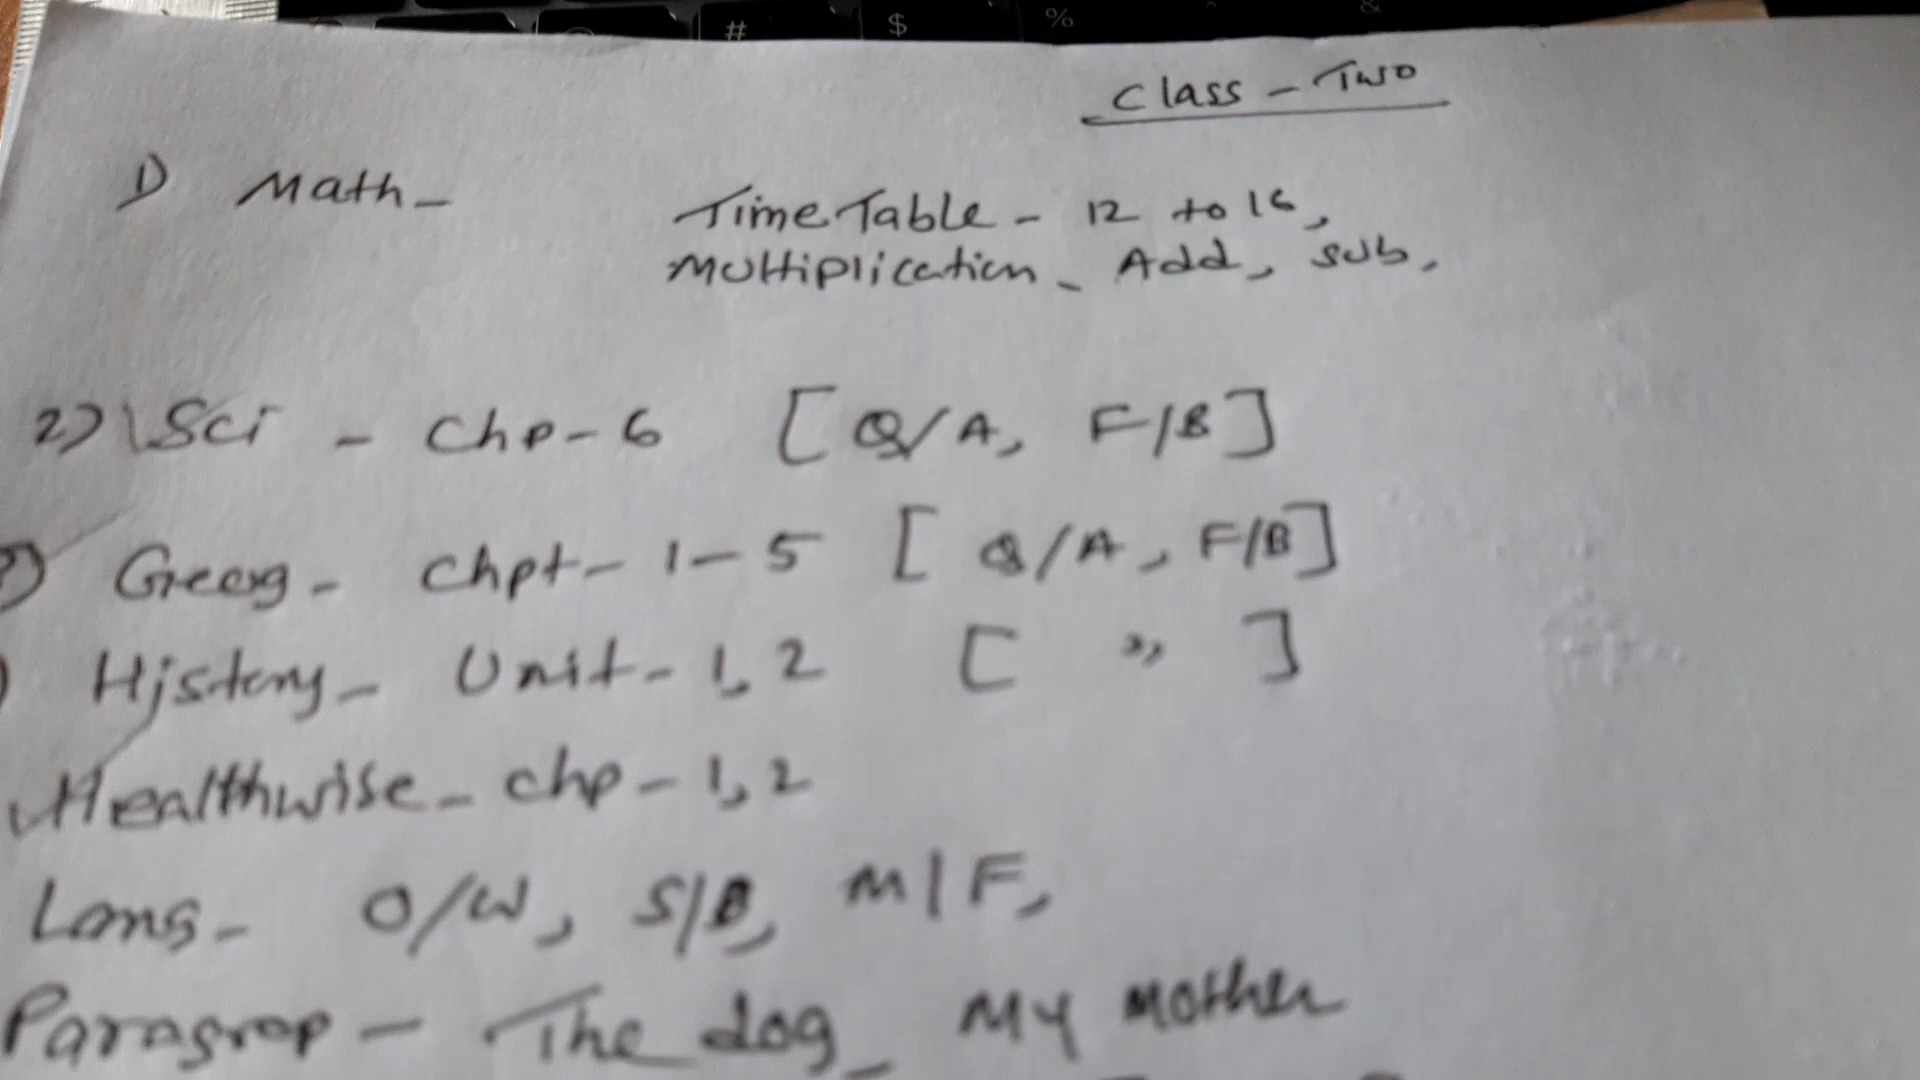 # $ % &
Class - Two
1) Math -
Time Table - 12 to 16,
Multiplication - Add, sub.
2) Sci - Chp - 6 [Q/A, F/B]
3) Geog - Chpt - 1 - 5 [Q/A, F/B]
) History - Unit - 1, 2 [ " ]
Healthwise - chp - 1, 2
Lang - O/W, S/B, M/F,
Paragrap - The dog - My mother